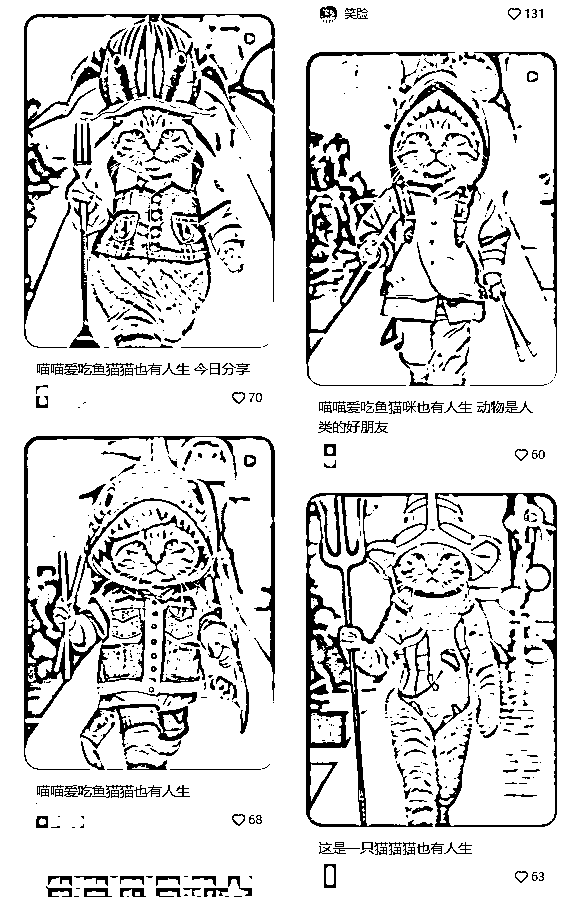 笑脸
131
喵喵爱吃鱼猫猫也有人生 今日分享
70
喵喵爱吃鱼猫咪也有人生 动物是人
类的好朋友
60
喵喵爱吃鱼猫猫也有人生
68
这是一只猫猫猫也有人生
63